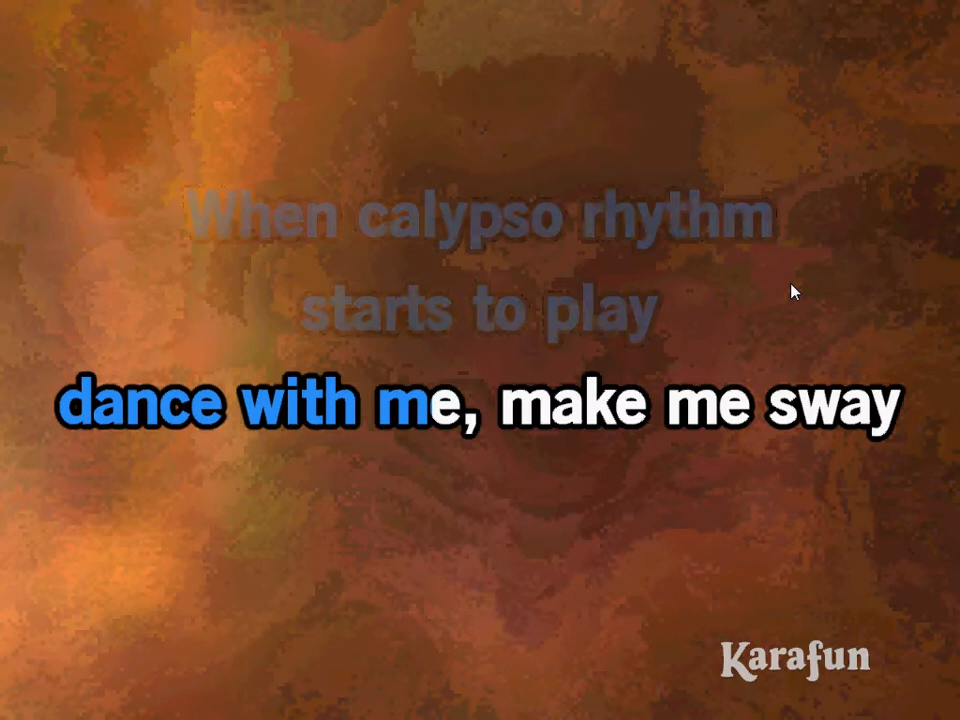 When calypso rhythm
starts to play
dance with me, make me sway
Karafun